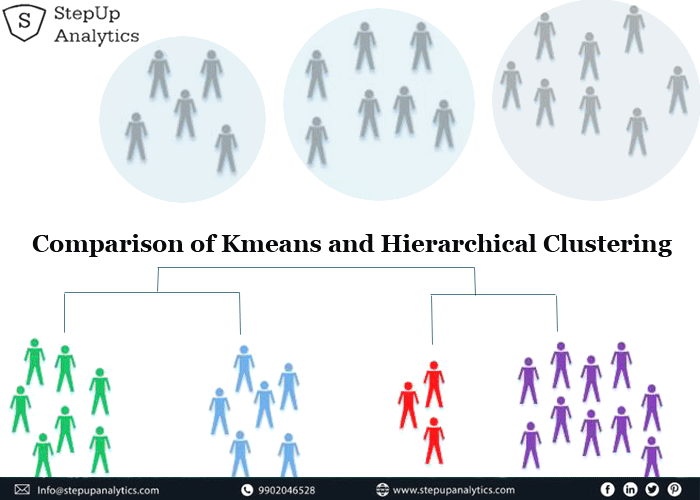 S
StepUp
Analytics
Comparison of Kmeans and Hierarchical Clustering
Info@stepupanalytics.com
9902046528
www.stepupanalytics.com